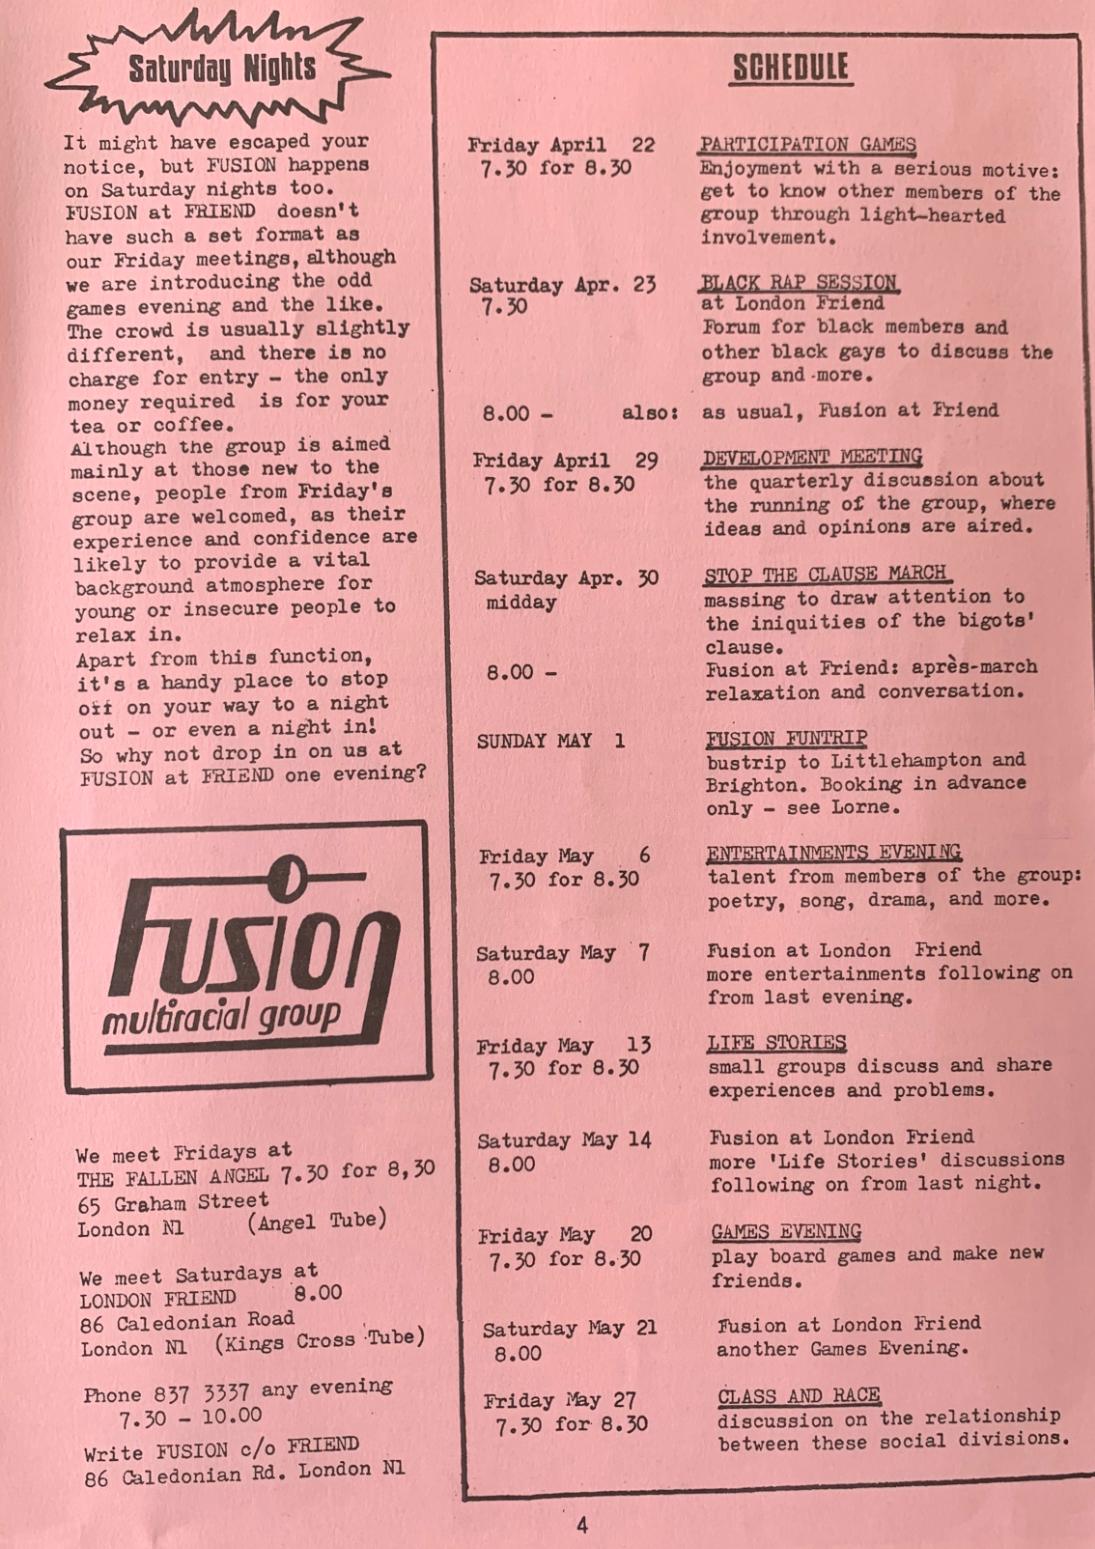 Saturday Nights
It might have escaped your
notice, but FUSION happens
on Saturday nights too.
FUSION at FRIEND doesn't
have such a set format as
our Friday meetings, although
we are introducing the odd
games evening and the like.
The crowd is usually slightly
different, and there is no
charge for entry - the only
money required is for your
tea or coffee.
Although the group is aimed
mainly at those new to the
scene, people from Friday's
group are welcomed, as their
experience and confidence are
likely to provide a vital
background atmosphere for
young or insecure people to
relax in.
Apart from this function,
it's a handy place to stop
off on your way to a night
out - or even a night in!
So why not drop in on us at
FUSION at FRIEND one evening?
Fusion
multiracial group
We meet Fridays at
THE FALLEN ANGEL 7.30 for 8,30
65 Graham Street
London N1 (Angel Tube)
We meet Saturdays at
LONDON FRIEND 8.00
86 Caledonian Road
London N1 (Kings Cross Tube)
Phone 837 3337 any evening
7.30 - 10.00
Write FUSION c/o FRIEND
86 Caledonian Rd. London N1
SCHEDULE
Friday April 22 PARTICIPATION GAMES
7.30 for 8.30 Enjoyment with a serious motive:
get to know other members of the
group through light-hearted
involvement.
Saturday Apr. 23 BLACK RAP SESSION
7.30 at London Friend
Forum for black members and
other black gays to discuss the
group and more.
8.00 - also: as usual, Fusion at Friend
Friday April 29 DEVELOPMENT MEETING
7.30 for 8.30 the quarterly discussion about
the running of the group, where
ideas and opinions are aired.
Saturday Apr. 30 STOP THE CLAUSE MARCH
midday massing to draw attention to
the iniquities of the bigots'
clause.
8.00 - Fusion at Friend: après-march
relaxation and conversation.
SUNDAY MAY 1 FUSION FUNTRIP
bustrip to Littlehampton and
Brighton. Booking in advance
only - see Lorne.
Friday May 6 ENTERTAINMENTS EVENING
7.30 for 8.30 talent from members of the group:
poetry, song, drama, and more.
Saturday May 7 Fusion at London Friend
8.00 more entertainments following on
from last evening.
Friday May 13 LIFE STORIES
7.30 for 8.30 small groups discuss and share
experiences and problems.
Saturday May 14 Fusion at London Friend
8.00 more 'Life Stories' discussions
following on from last night.
Friday May 20 GAMES EVENING
7.30 for 8.30 play board games and make new
friends.
Saturday May 21 Fusion at London Friend
8.00 another Games Evening.
Friday May 27 CLASS AND RACE
7.30 for 8.30 discussion on the relationship
between these social divisions.
4